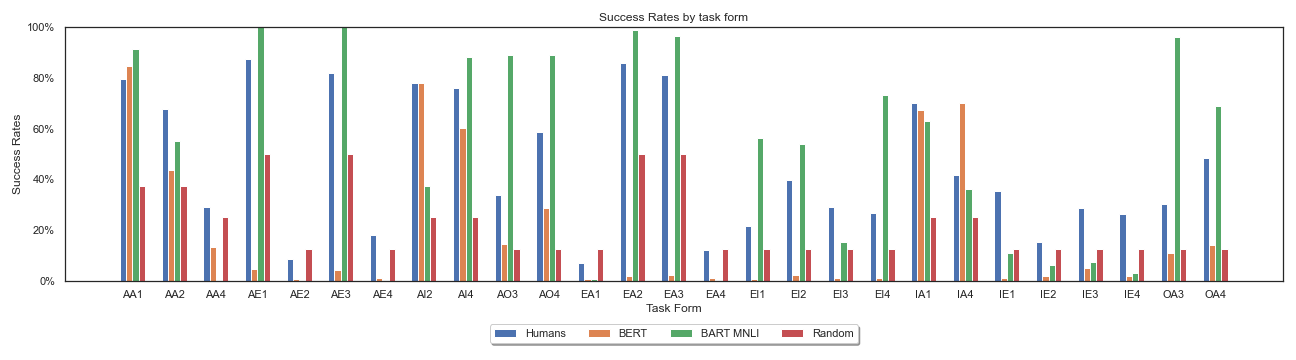 Success Rates by task form
100%
80%
60%
40%
20%
0%
Success Rates
AA1 AA2 AA4 AE1 AE2 AE3 AE4 AI2 AI4 AO3 AO4 EA1 EA2 EA3 EA4 EI1 EI2 EI3 EI4 IA1 IA4 IE1 IE2 IE3 IE4 OA3 OA4
Task Form
Humans BERT BART MNLI Random